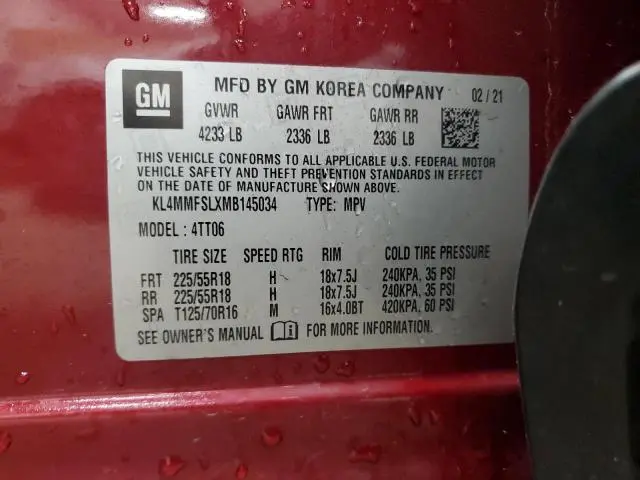 GM MFD BY GM KOREA COMPANY 02/21
GVWR GAWR FRT GAWR RR
4233 LB 2336 LB 2336 LB
THIS VEHICLE CONFORMS TO ALL APPLICABLE U.S. FEDERAL MOTOR
VEHICLE SAFETY AND THEFT PREVENTION STANDARDS IN EFFECT ON THE
DATE OF MANUFACTURE SHOWN ABOVE.
KL4MMFSLXMB145034 TYPE: MPV
MODEL: 4TT06
TIRE SIZE SPEED RTG RIM COLD TIRE PRESSURE
FRT 225/55R18 H 18x7.5J 240KPA, 35 PSI
RR 225/55R18 H 18x7.5J 240KPA, 35 PSI
SPA T125/70R16 M 16x4.0BT 420KPA, 60 PSI
SEE OWNER'S MANUAL FOR MORE INFORMATION.